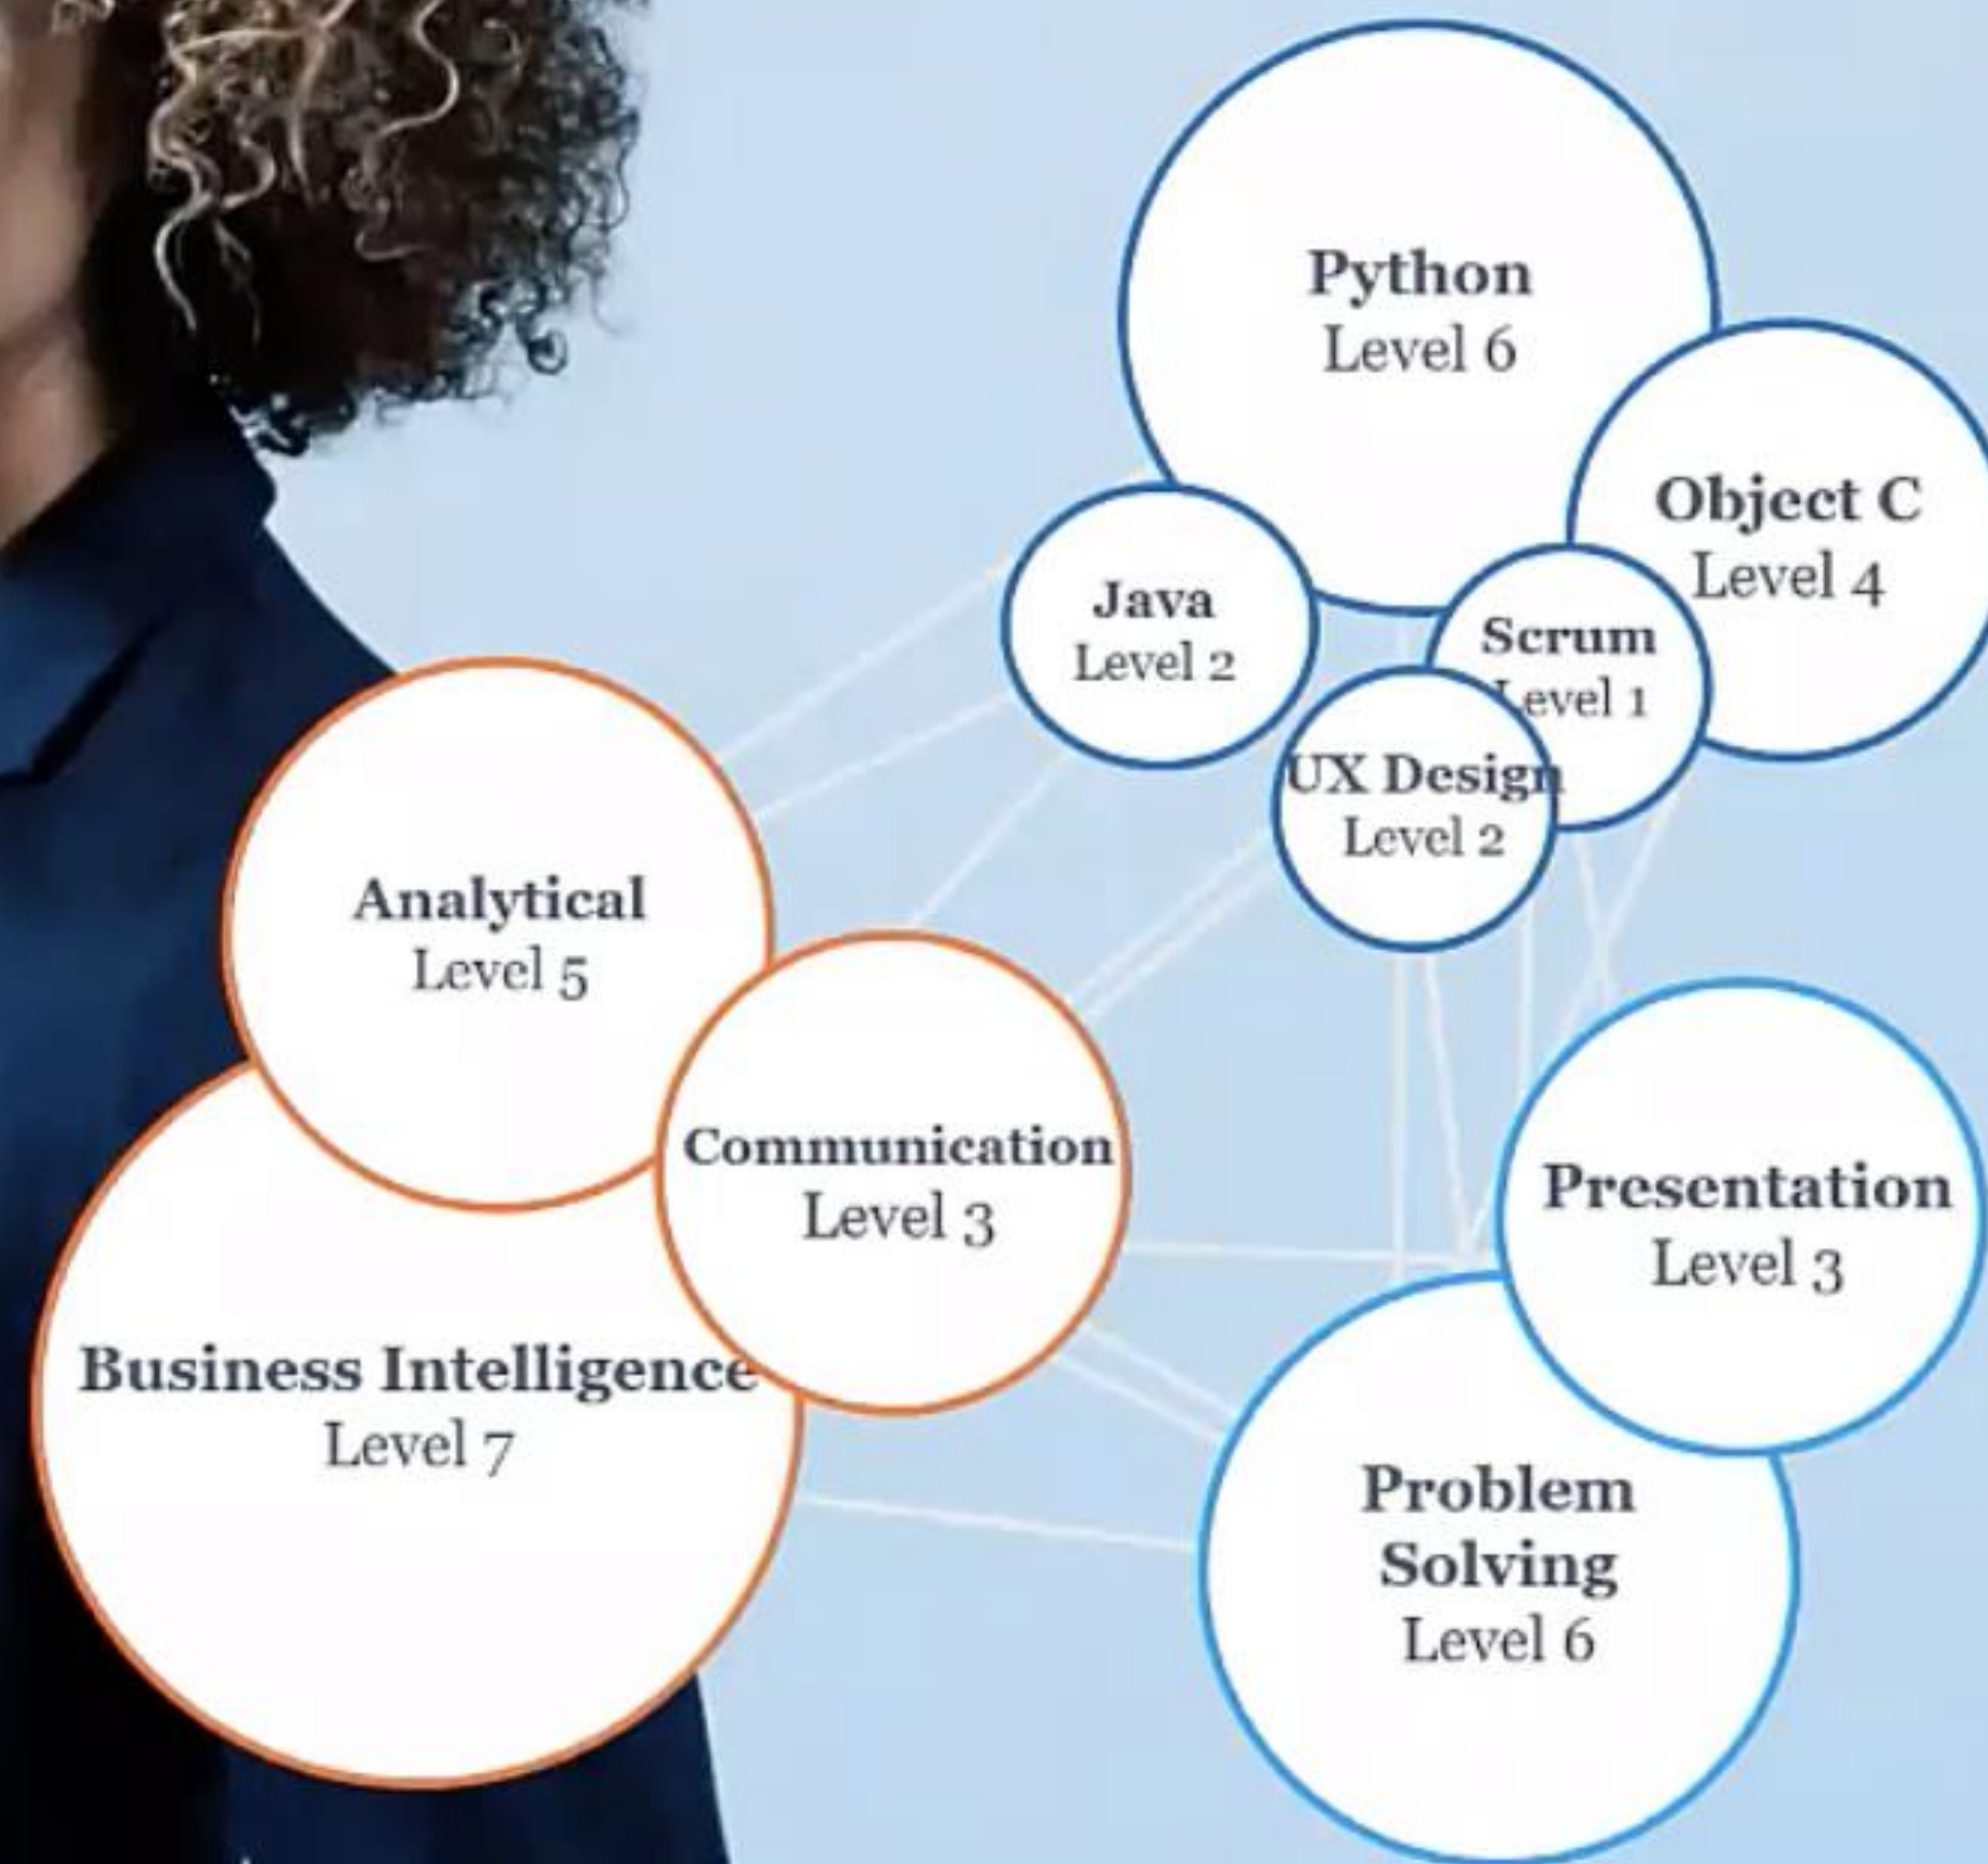 Python
Level 6
Object C
Level 4
Java
Level 2
Scrum
Level 1
UX Design
Level 2
Analytical
Level 5
Communication
Level 3
Presentation
Level 3
Business Intelligence
Level 7
Problem
Solving
Level 6